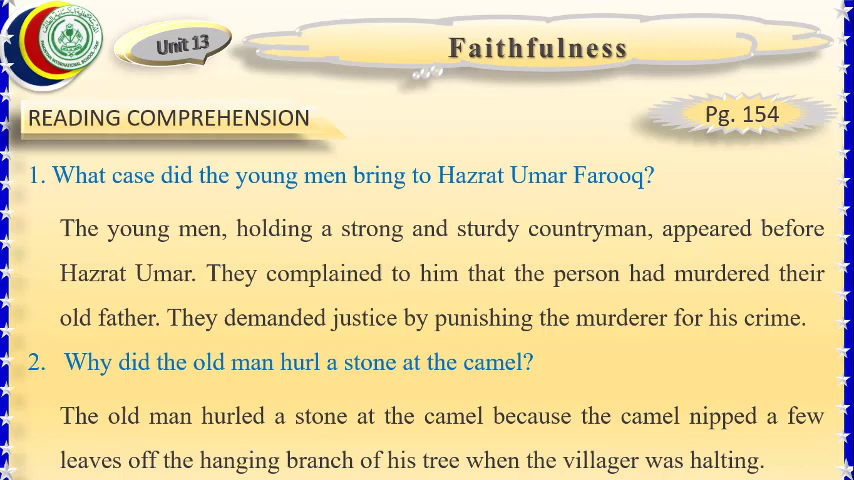 Unit 13
Faithfulness
READING COMPREHENSION
Pg. 154
1. What case did the young men bring to Hazrat Umar Farooq?
The young men, holding a strong and sturdy countryman, appeared before
Hazrat Umar. They complained to him that the person had murdered their
old father. They demanded justice by punishing the murderer for his crime.
2. Why did the old man hurl a stone at the camel?
The old man hurled a stone at the camel because the camel nipped a few
leaves off the hanging branch of his tree when the villager was halting.